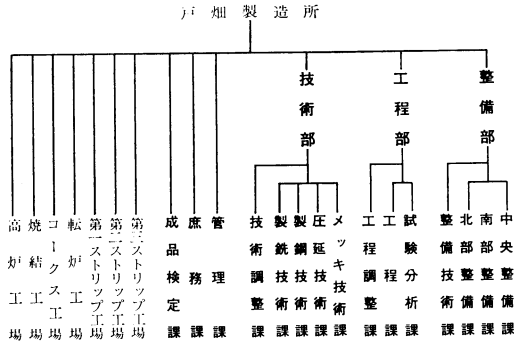 戸畑製造所
技術部
工程部
整備部
高炉工場
焼結工場
コークス工場
転炉工場
第一ストリップ工場
第二ストリップ工場
第三ストリップ工場
成品検定課
庶務課
管理課
技術調整課
製銑技術課
製鋼技術課
圧延技術課
メッキ技術課
工程調整課
工程課
試験分析課
整備技術課
北部整備課
南部整備課
中央整備課